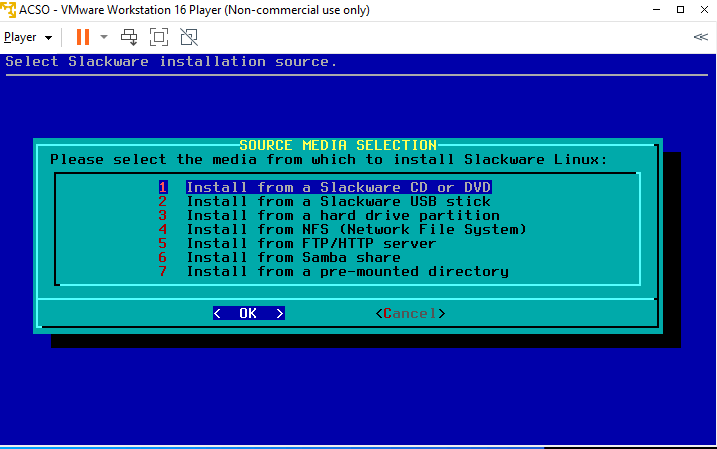 ACSO - VMware Workstation 16 Player (Non-commercial use only)
Player
Select Slackware installation source.
SOURCE MEDIA SELECTION
Please select the media from which to install Slackware Linux:
1 Install from a Slackware CD or DVD
2 Install from a Slackware USB stick
3 Install from a hard drive partition
4 Install from NFS (Network File System)
5 Install from FTP/HTTP server
6 Install from Samba share
7 Install from a pre-mounted directory
< OK > <Cancel>